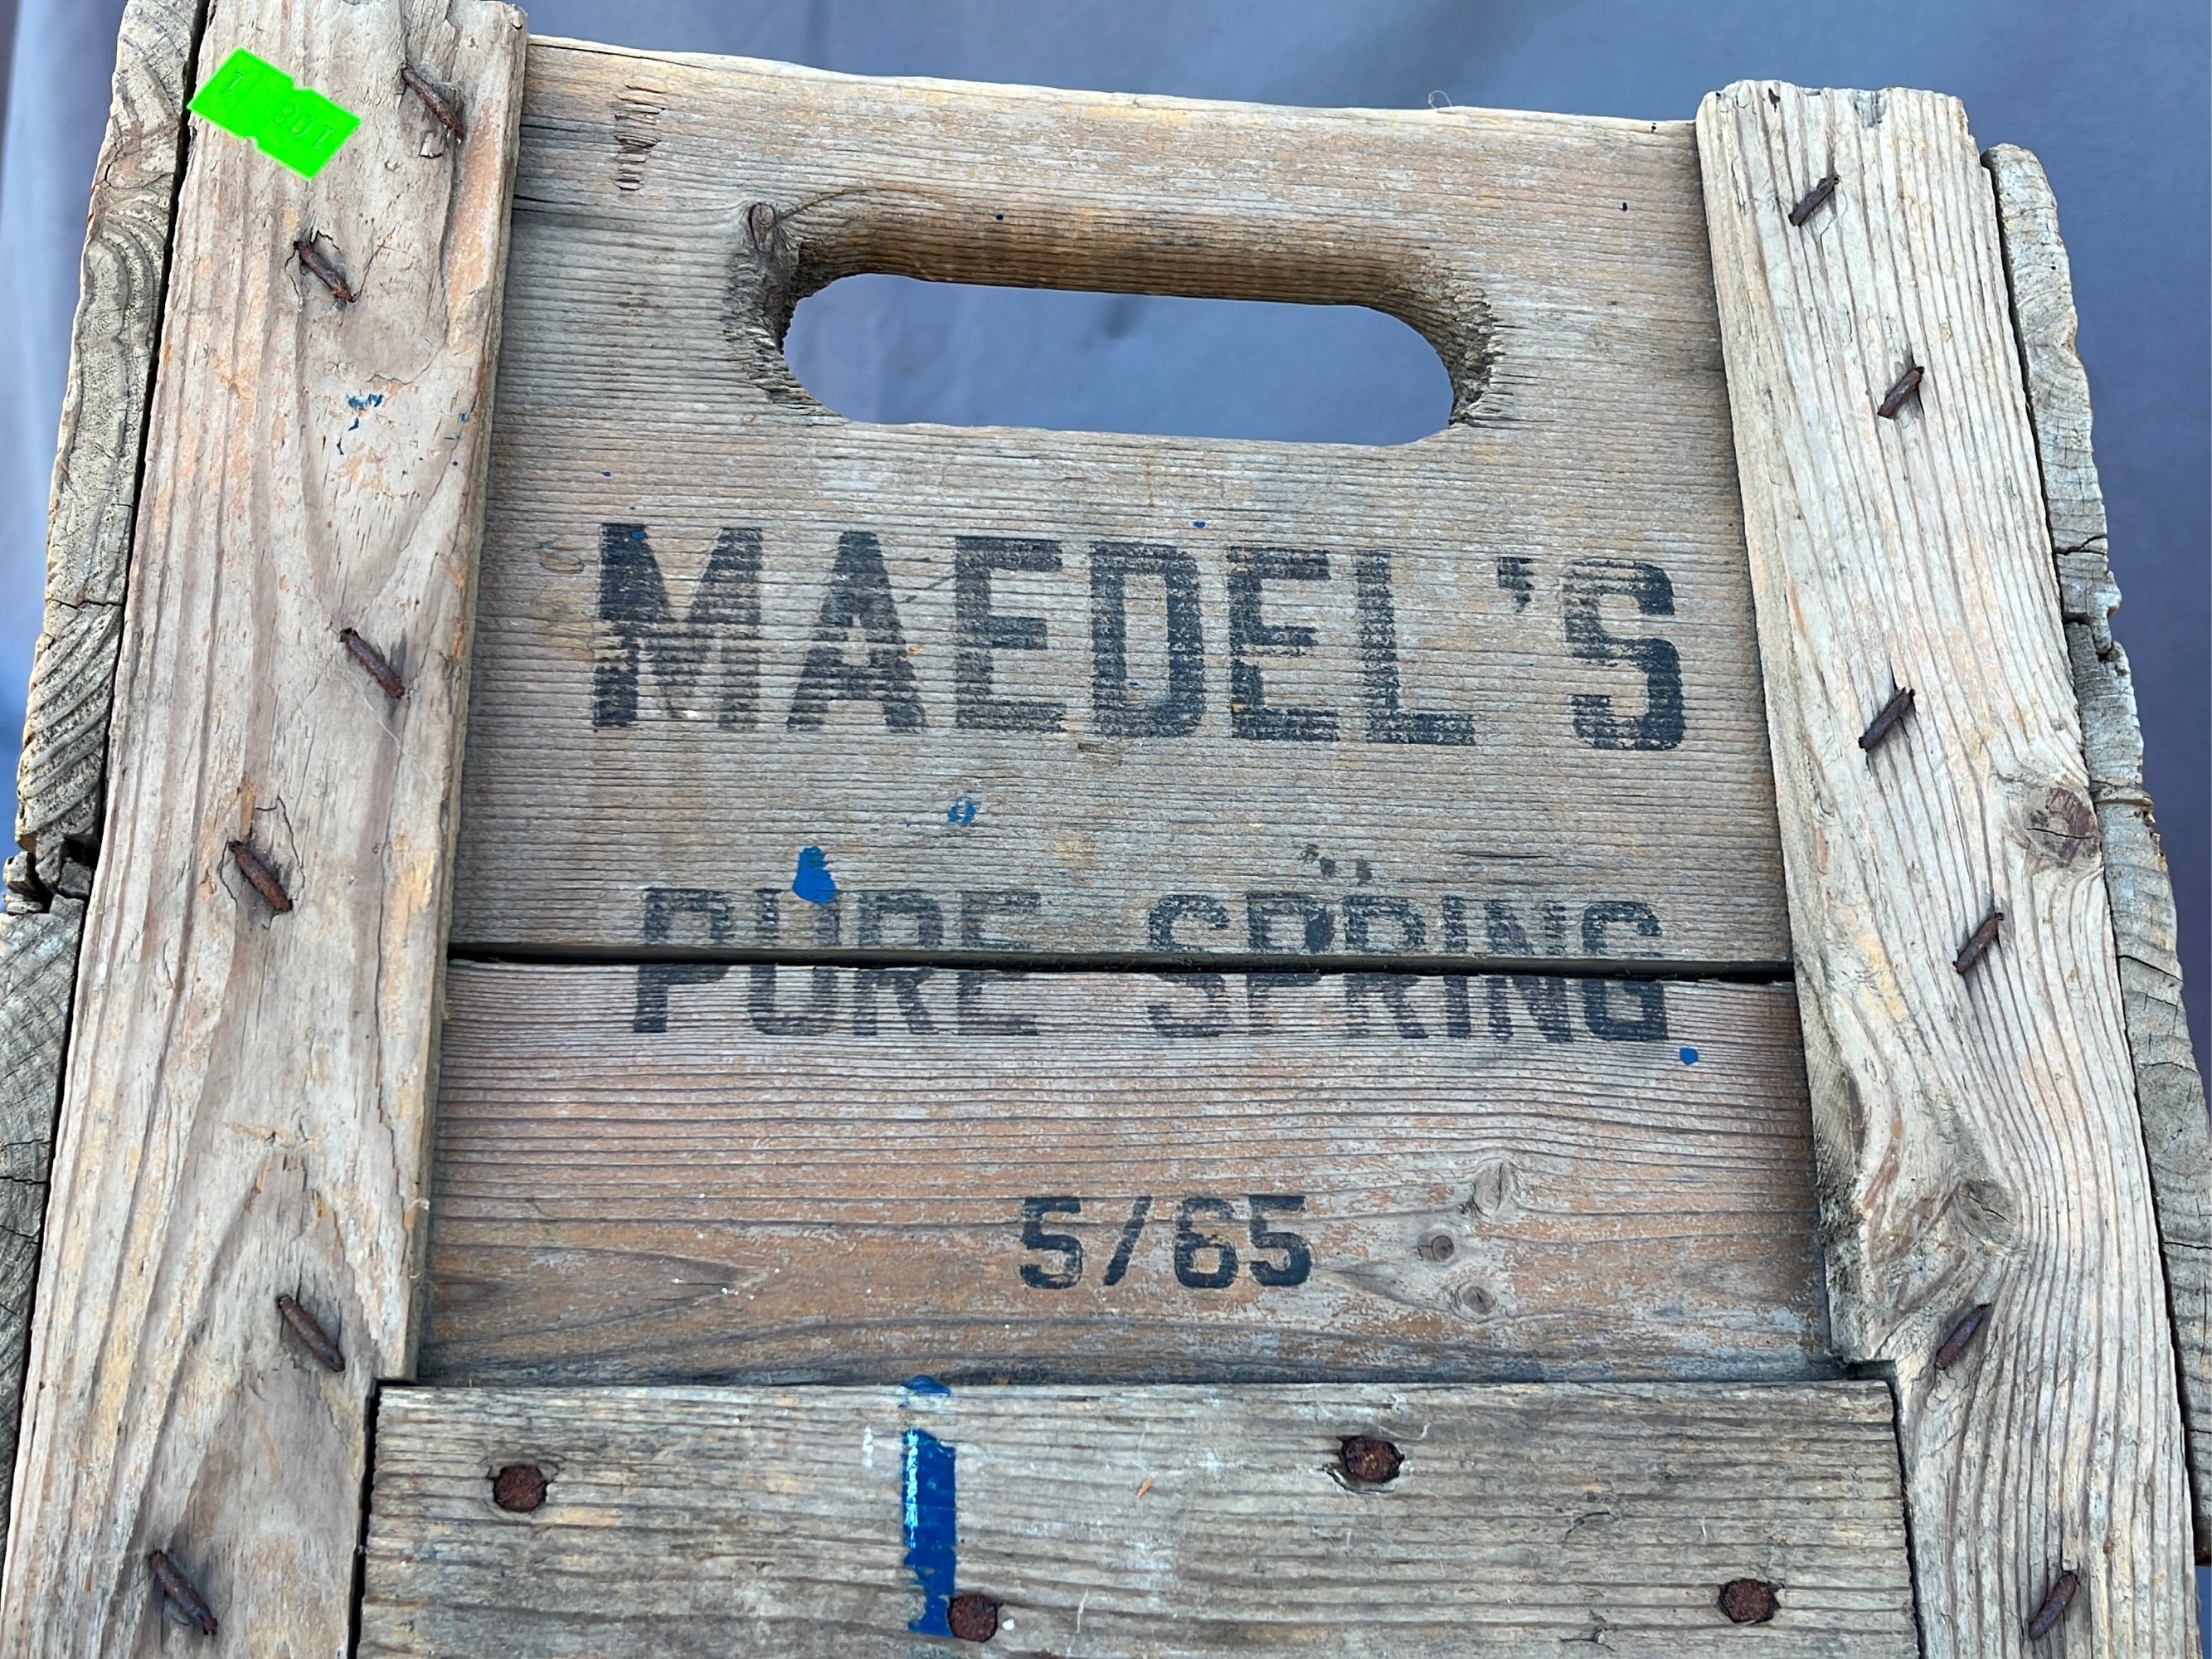 MAEDEL'S
PURE SPRING
5/65